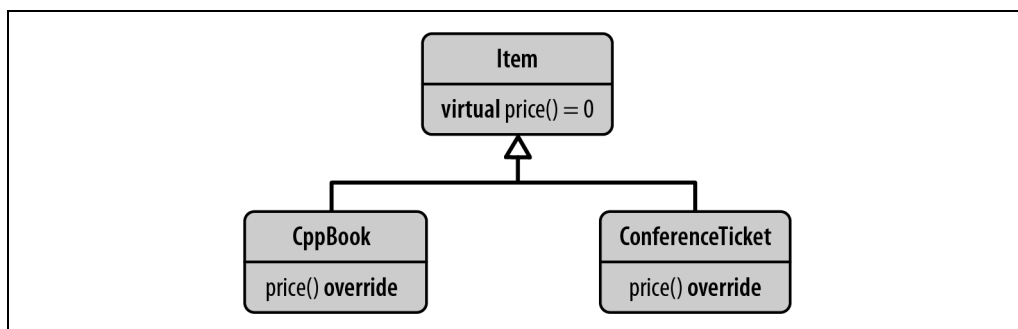 Item
virtual price() = 0
CppBook
ConferenceTicket
price() override
price() override